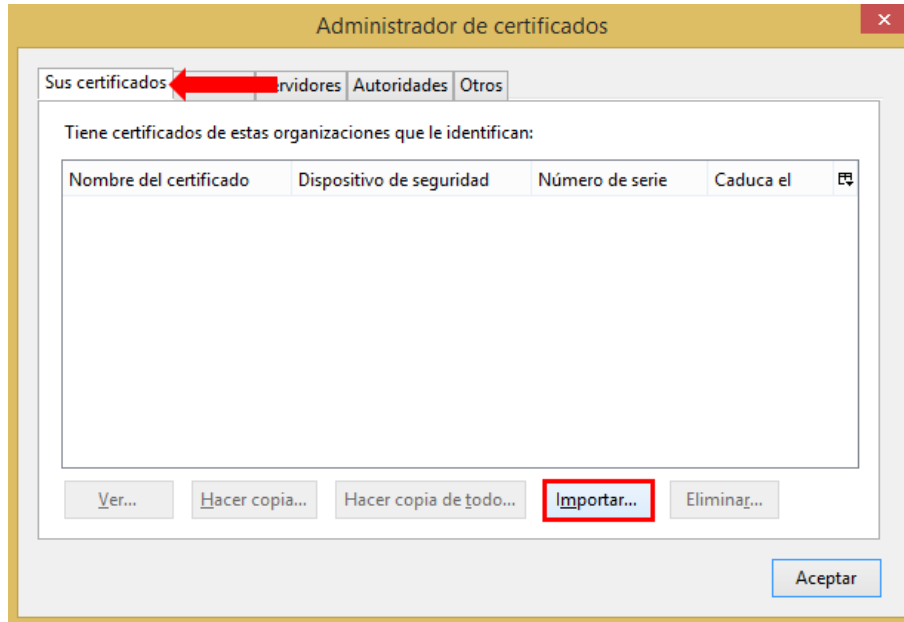 Administrador de certificados
Sus certificados ervidores Autoridades Otros
Tiene certificados de estas organizaciones que le identifican:
Nombre del certificado Dispositivo de seguridad Número de serie Caduca el
Ver... Hacer copia... Hacer copia de todo... Importar... Eliminar...
Aceptar